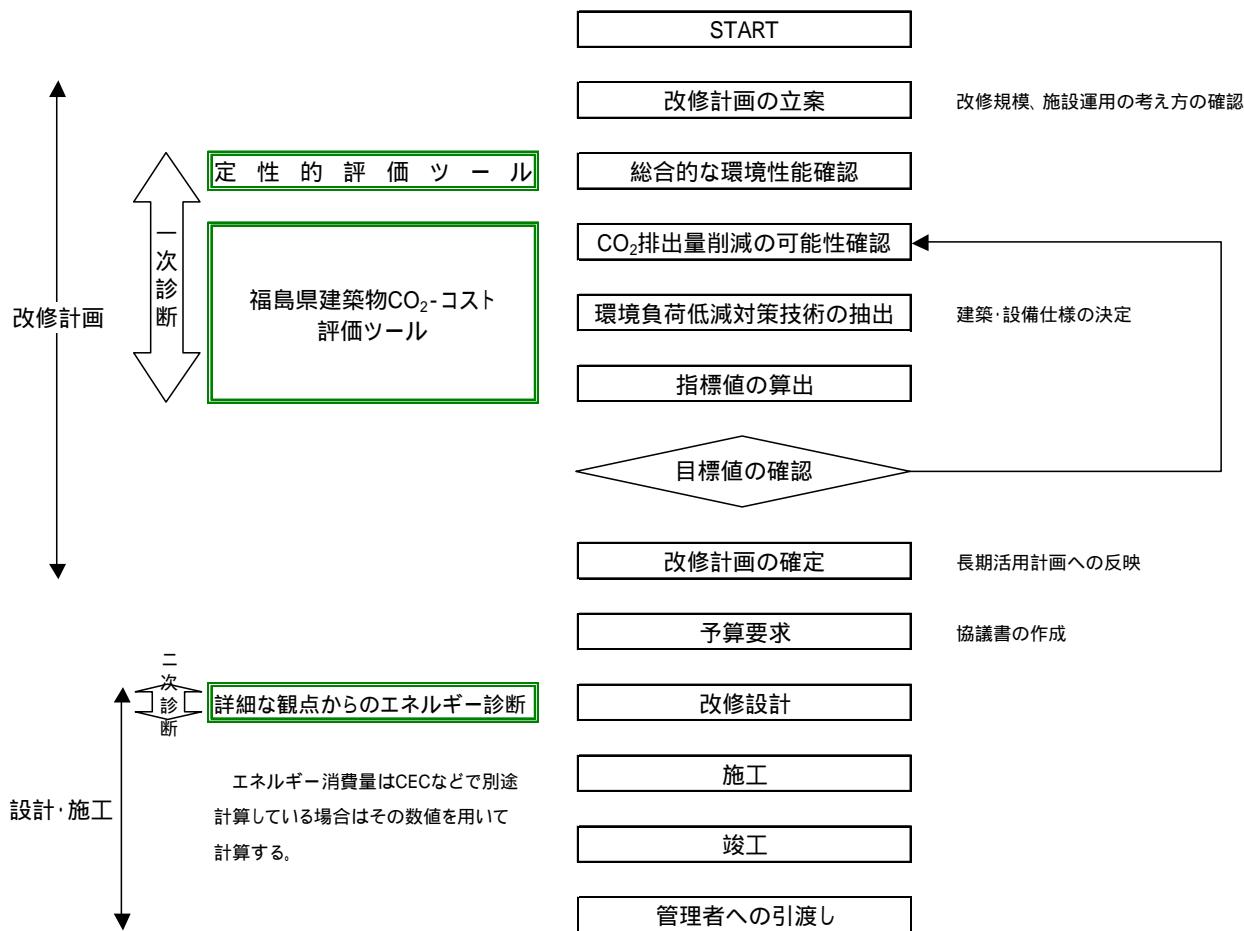 START
改修計画の立案
改修規模、施設運用の考え方の確認
定性的評価ツール
総合的な環境性能確認
一次診断
福島県建築物CO₂-コスト
評価ツール
CO₂排出量削減の可能性確認
改修計画
環境負荷低減対策技術の抽出
建築・設備仕様の決定
指標値の算出
目標値の確認
改修計画の確定
長期活用計画への反映
予算要求
協議書の作成
二次診断
詳細な観点からのエネルギー診断
改修設計
設計・施工
エネルギー消費量はCECなどで別途
計算している場合はその数値を用いて
計算する。
施工
竣工
管理者への引渡し